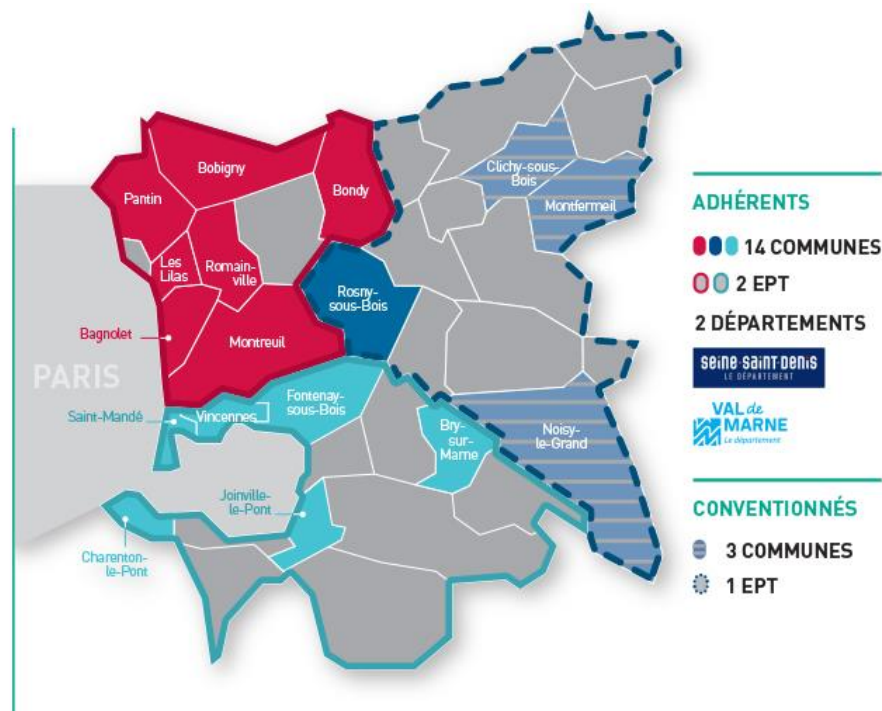 Bobigny
Pantin
Bondy
Les
Lilas
Romain-
ville
Bagnolet
Montreuil
PARIS
Rosny-
sous-Bois
Clichy-sous-
Bois
Montfermeil
Saint-Mandé
Vincennes
Fontenay-
sous-Bois
Bry-
sur-
Marne
Noisy-
le-Grand
Joinville-
le-Pont
Charenton-
le-Pont
ADHÉRENTS
14 COMMUNES
2 EPT
2 DÉPARTEMENTS
seine-saint-denis
LE DÉPARTEMENT
VAL de
MARNE
Le département
CONVENTIONNÉS
3 COMMUNES
1 EPT